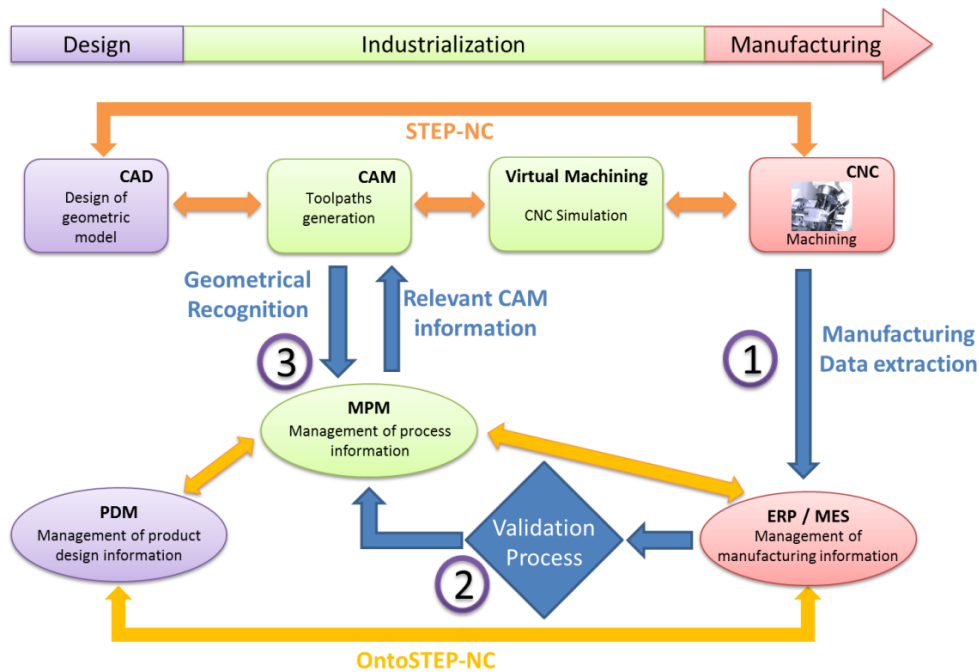 Design
Industrialization
Manufacturing
STEP-NC
CAD
Design of
geometric
model
CAM
Toolpaths
generation
Virtual Machining
CNC Simulation
CNC
Machining
Geometrical
Recognition
Relevant CAM
information
3
1
Manufacturing
Data extraction
MPM
Management of process
information
PDM
Management of product
design information
Validation
Process
2
ERP / MES
Management of
manufacturing information
OntoSTEP-NC